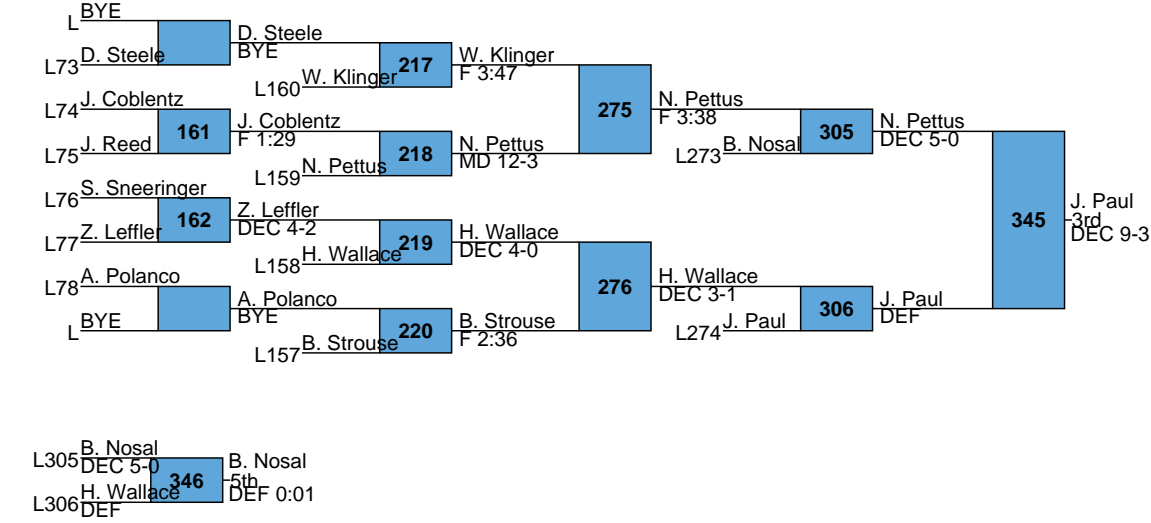 BYE
L
D. Steele
BYE
D. Steele
L73
217
W. Klinger
F 3:47
W. Klinger
L160
J. Coblentz
L74
161
J. Coblentz
F 1:29
J. Reed
L75
275
N. Pettus
F 3:38
218
N. Pettus
MD 12-3
N. Pettus
L159
305
N. Pettus
DEC 5-0
B. Nosal
L273
S. Sneeringer
L76
162
Z. Leffler
DEC 4-2
Z. Leffler
L77
219
H. Wallace
DEC 4-0
H. Wallace
L158
345
J. Paul
3rd
DEC 9-3
A. Polanco
L78
A. Polanco
BYE
BYE
L
276
H. Wallace
DEC 3-1
220
B. Strouse
F 2:36
B. Strouse
L157
306
J. Paul
DEF
J. Paul
L274
B. Nosal
L305
DEC 5-0
346
B. Nosal
5th
DEF 0:01
H. Wallace
L306
DEF